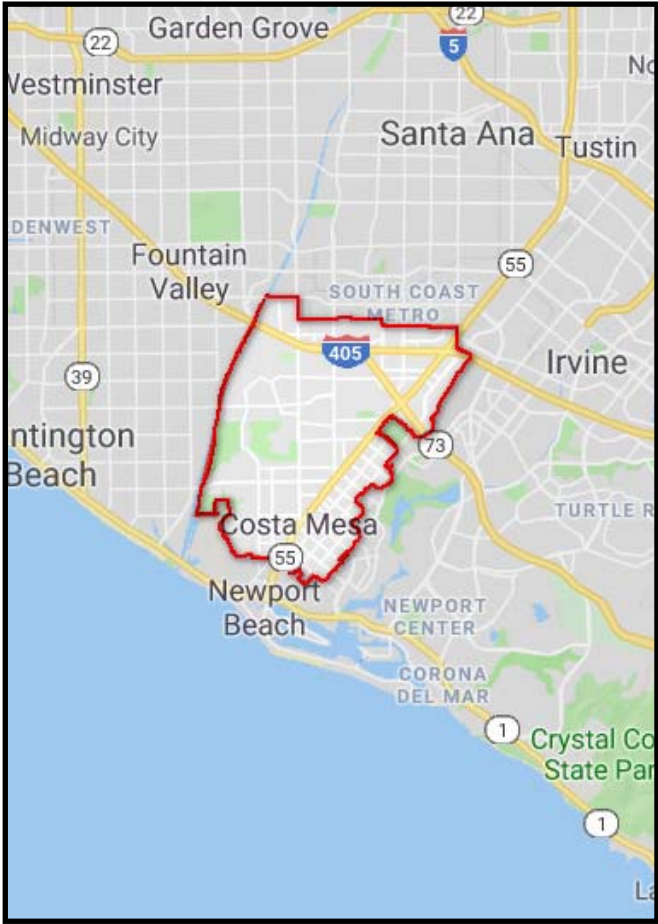 22
Garden Grove
22
5
No
Westminster
Midway City
Santa Ana
Tustin
LDENWEST
55
Fountain
Valley
SOUTH COAST
METRO
405
Irvine
39
ntington
Beach
73
TURTLE R
Costa Mesa
55
Newport
Beach
NEWPORT
CENTER
CORONA
DEL MAR
1
Crystal Co
State Par
1
La